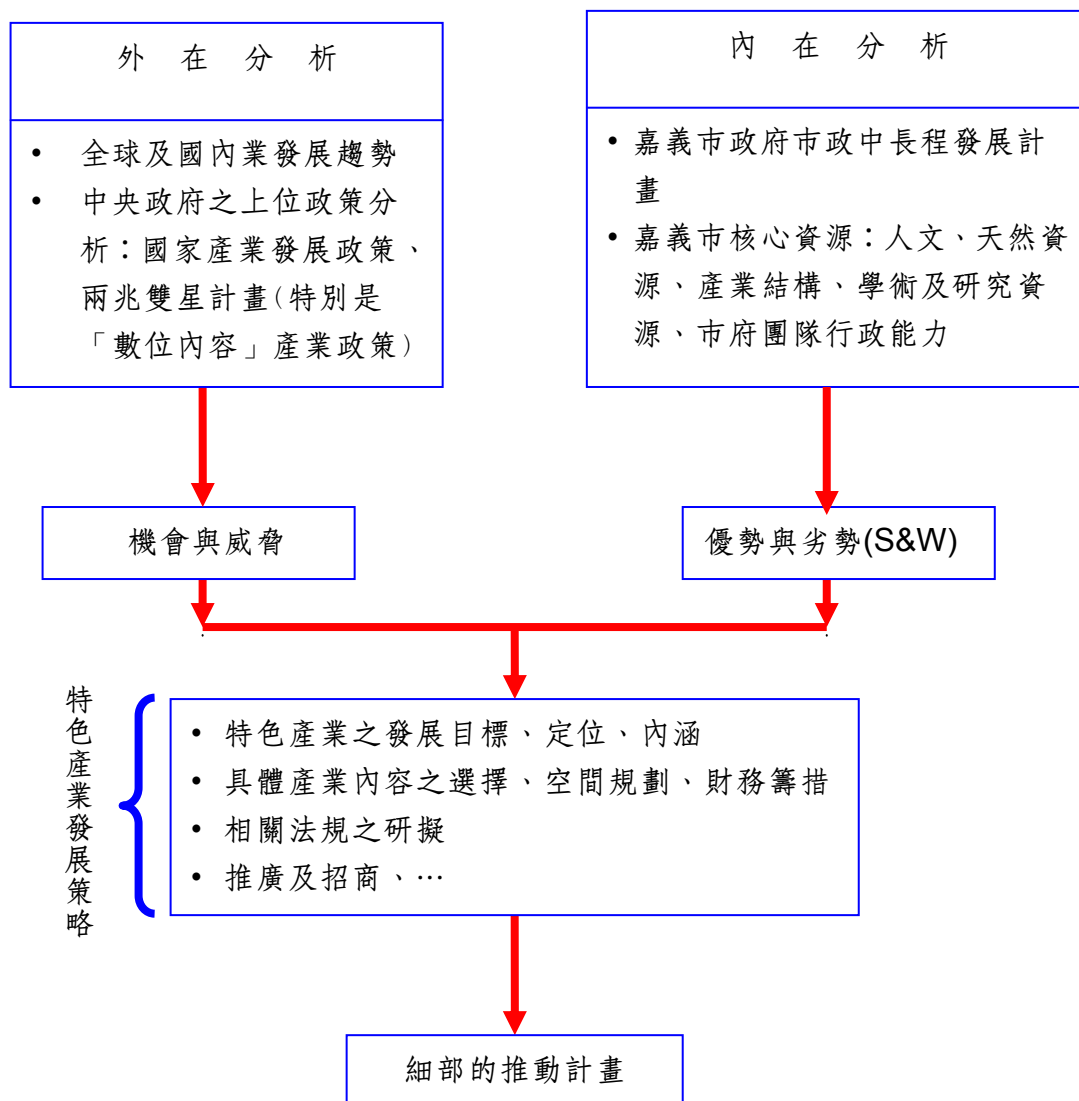 外 在 分 析
• 全球及國內業發展趨勢
• 中央政府之上位政策分
析：國家產業發展政策、
兩兆雙星計畫(特別是
「數位內容」產業政策)
內 在 分 析
• 嘉義市政府市政中長程發展計
畫
• 嘉義市核心資源：人文、天然資
源、產業結構、學術及研究資
源、市府團隊行政能力
機會與威脅
優勢與劣勢(S&W)
特色產業發展策略
• 特色產業之發展目標、定位、內涵
• 具體產業內容之選擇、空間規劃、財務籌措
• 相關法規之研擬
• 推廣及招商、…
細部的推動計畫